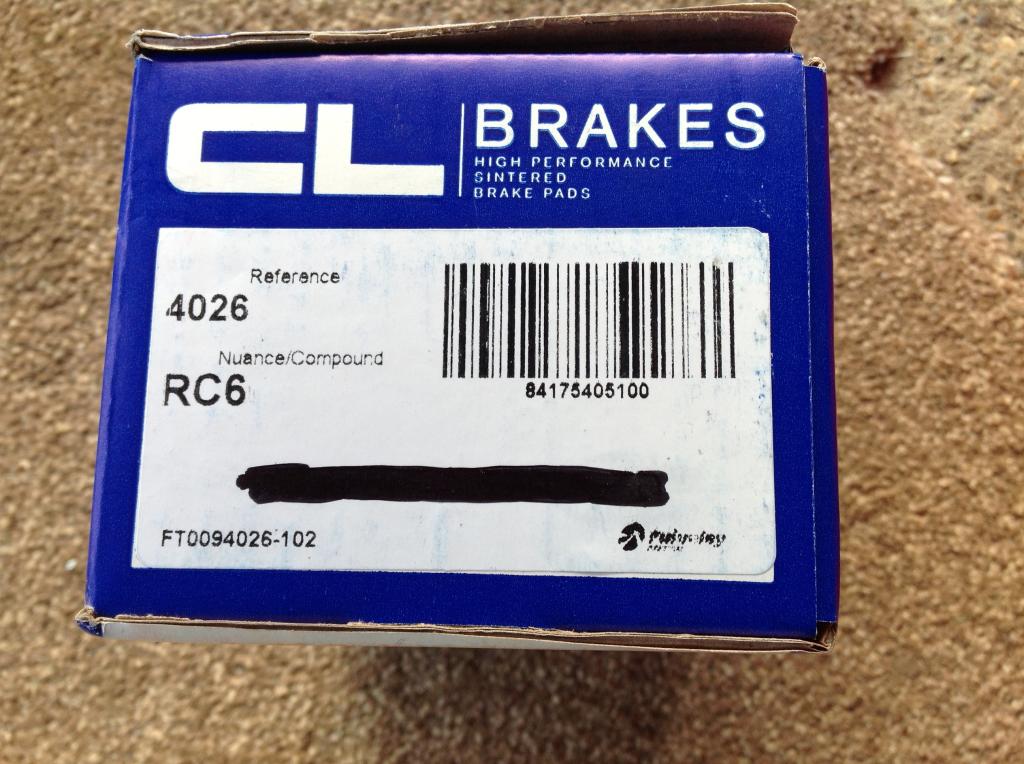 CL BRAKES
HIGH PERFORMANCE
SINTERED
BRAKE PADS
Reference
4026
Nuance/Compound
RC6
84175405100
FT0094026-102